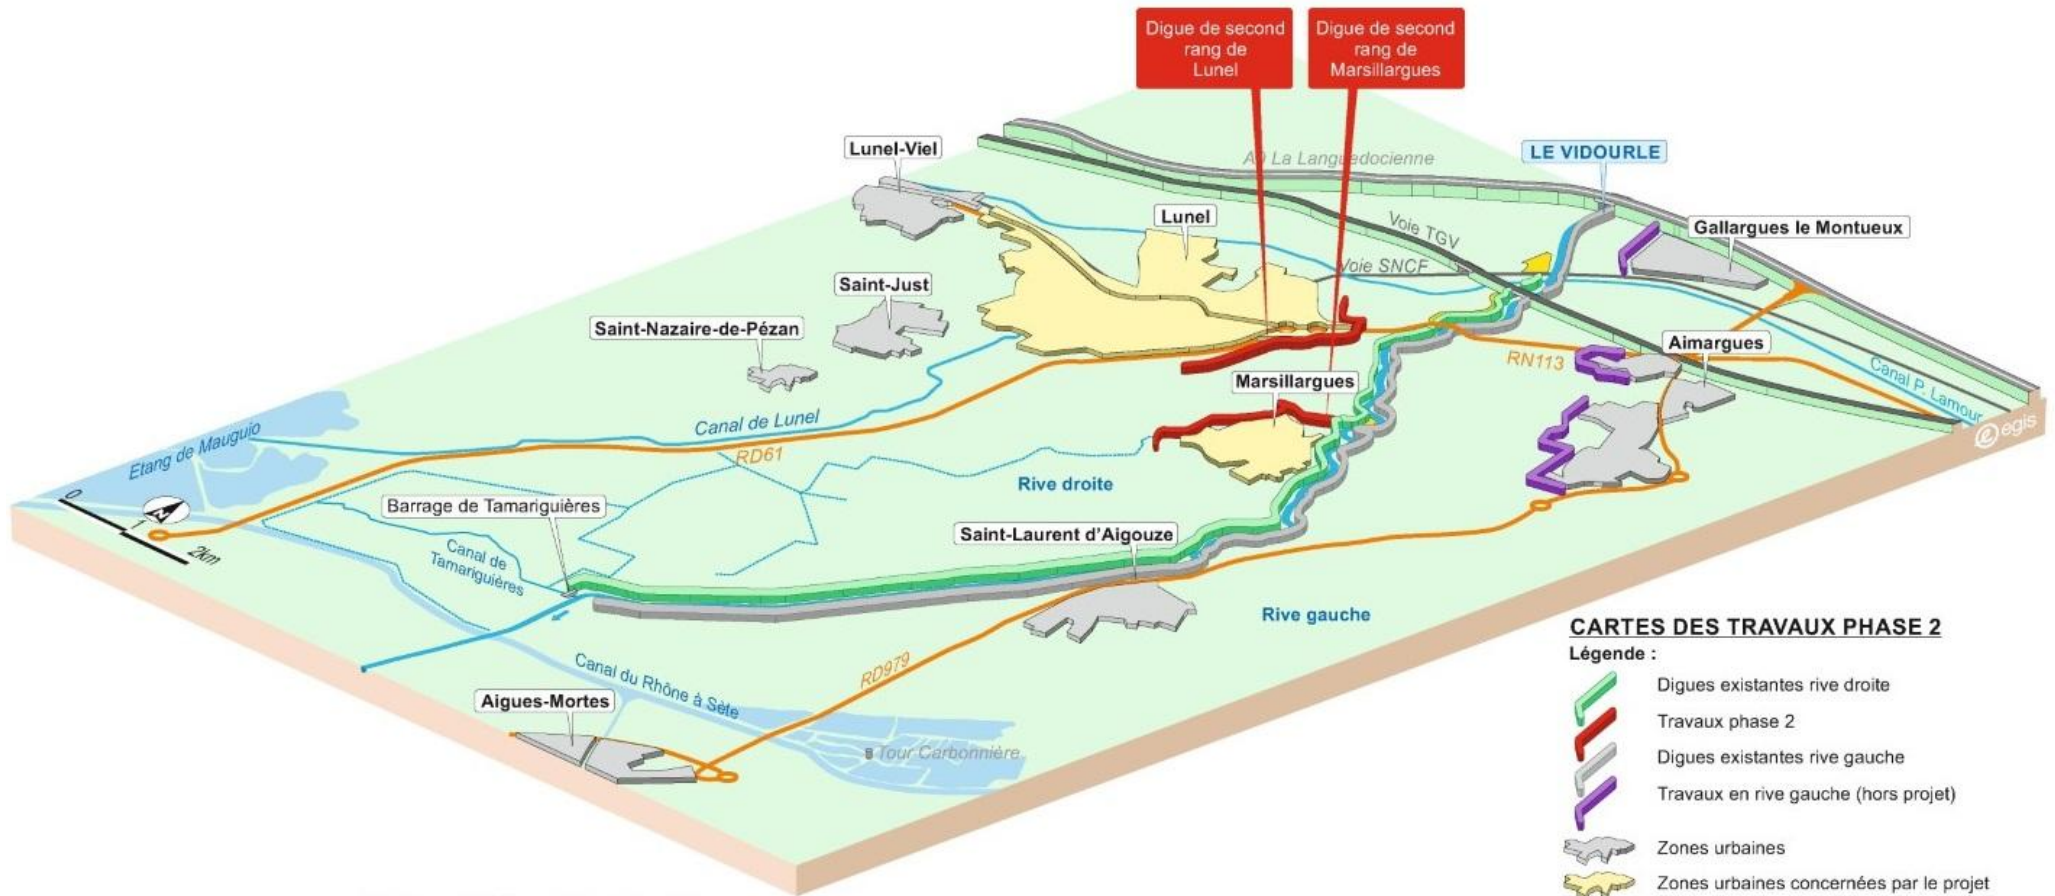 Digue de second
rang de
Lunel
Digue de second
rang de
Marsillargues
Lunel-Viel
A9 La Languedocienne
LE VIDOURLE
Lunel
Voie TGV
Gallargues le Montueux
Voie SNCF
Saint-Just
Saint-Nazaire-de-Pézan
Aimargues
RN113
Marsillargues
Canal P. Lamour
egis
Canal de Lunel
Etang de Mauguio
RD61
Rive droite
0
1
2km
N
Barrage de Tamariguières
Saint-Laurent d'Aigouze
Canal de
Tamariguières
Rive gauche
RD979
Canal du Rhône à Sète
Aigues-Mortes
Tour Carbonnière
CARTES DES TRAVAUX PHASE 2
Légende :
Digues existantes rive droite
Travaux phase 2
Digues existantes rive gauche
Travaux en rive gauche (hors projet)
Zones urbaines
Zones urbaines concernées par le projet